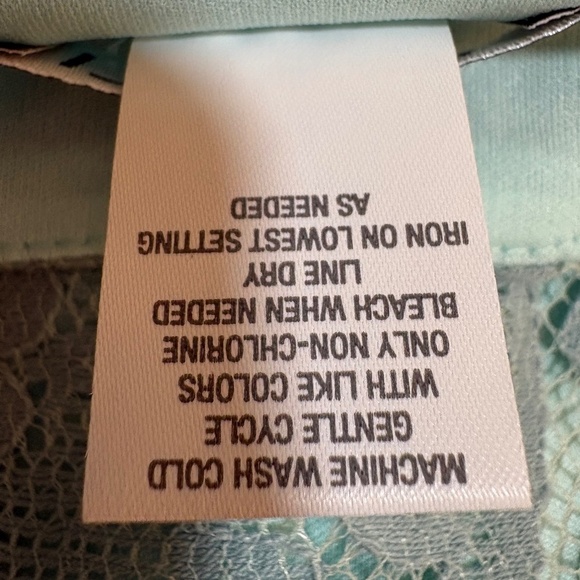 MACHINE WASH COLD
GENTLE CYCLE
WITH LIKE COLORS
ONLY NON-CHLORINE
BLEACH WHEN NEEDED
LINE DRY
IRON ON LOWEST SETTING
AS NEEDED